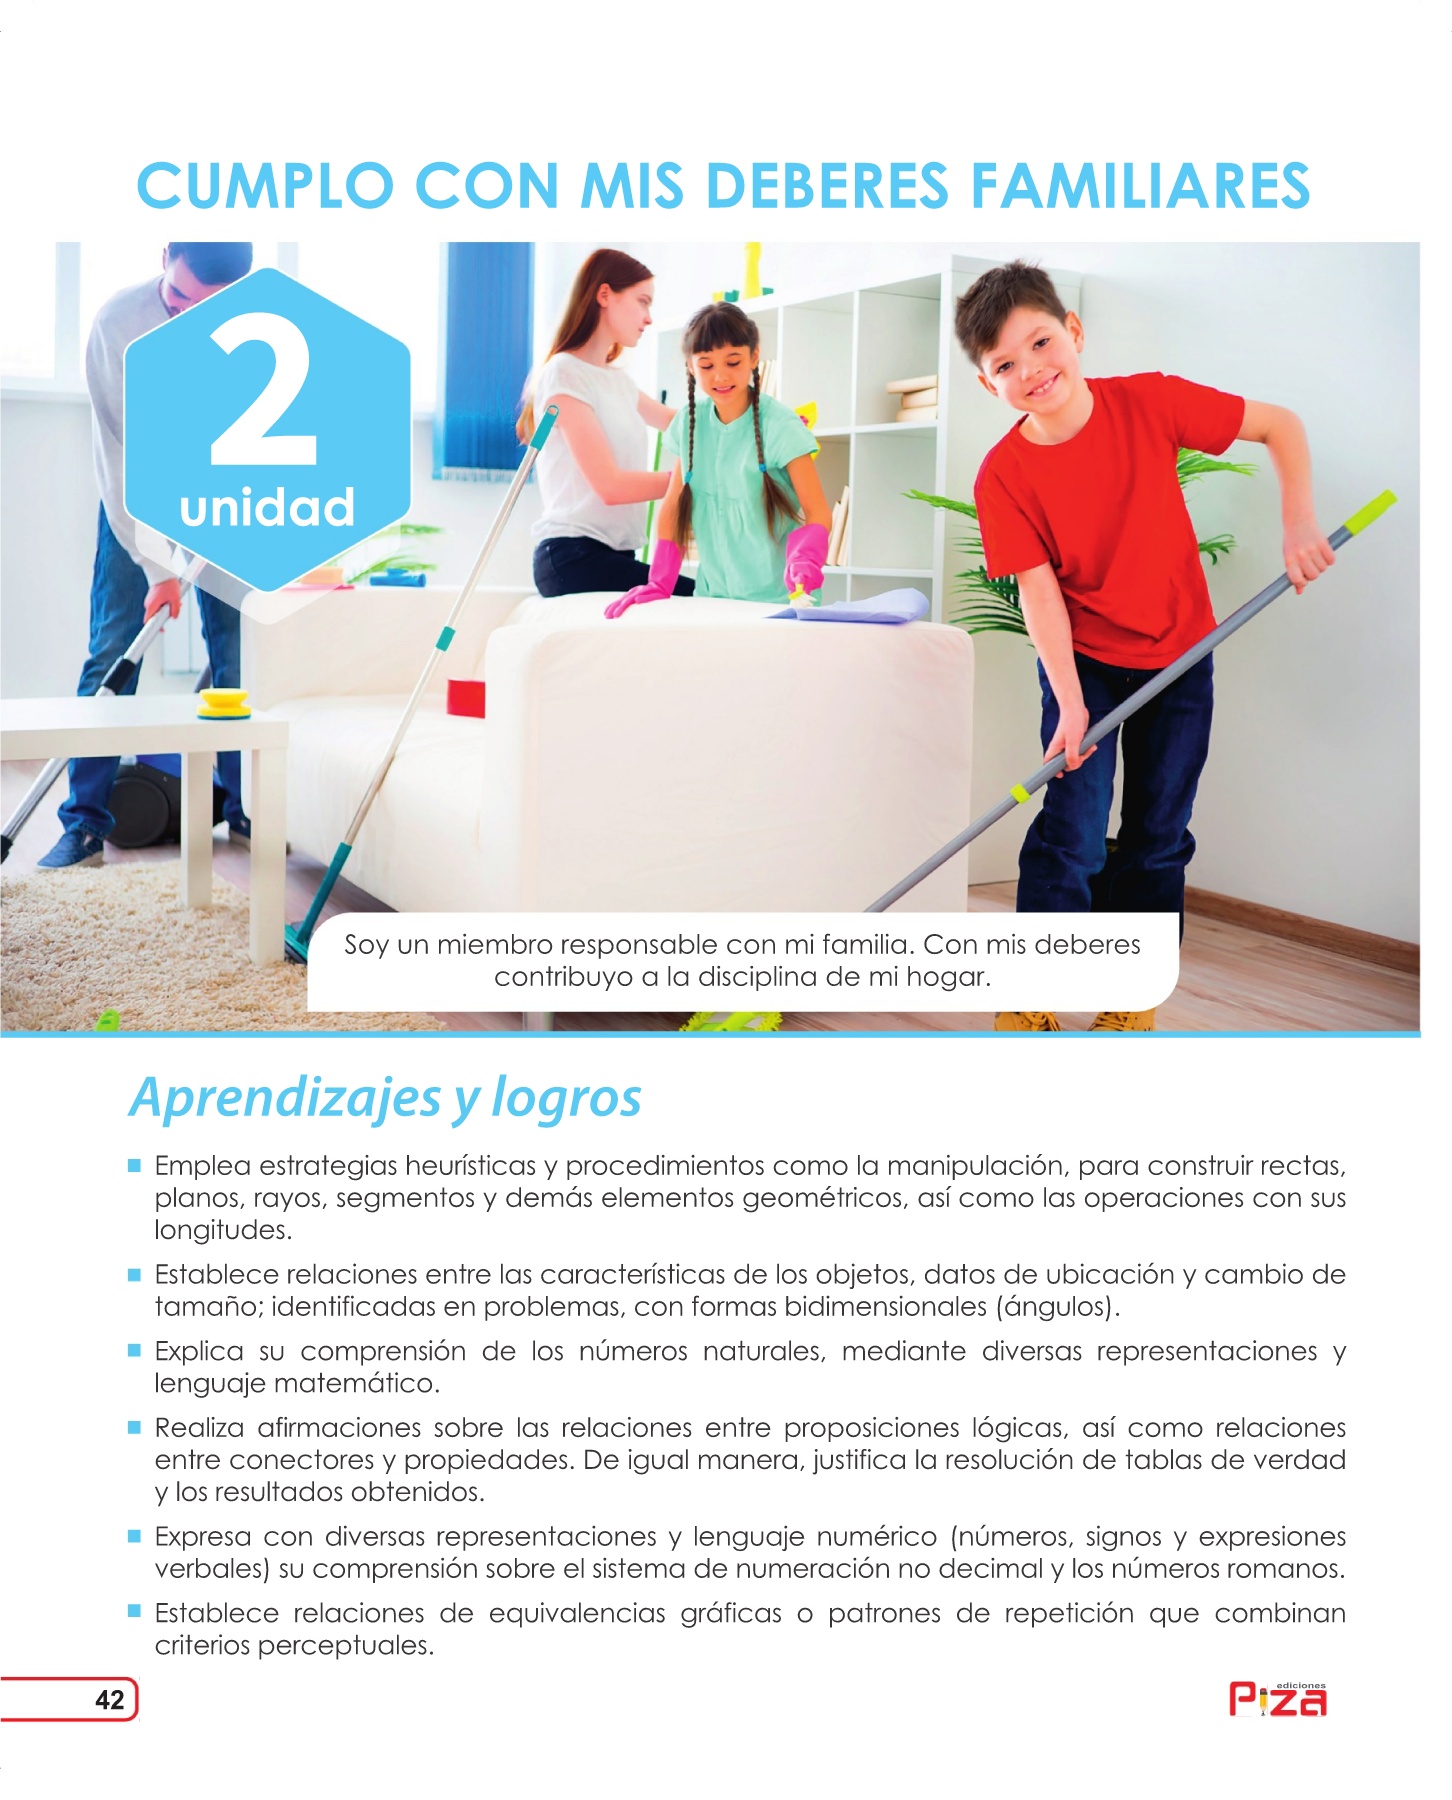 CUMPLO CON MIS DEBERES FAMILIARES
2
unidad
Soy un miembro responsable con mi familia. Con mis deberes
contribuyo a la disciplina de mi hogar.
Aprendizajes y logros
Emplea estrategias heurísticas y procedimientos como la manipulación, para construir rectas,
planos, rayos, segmentos y demás elementos geométricos, así como las operaciones con sus
longitudes.
Establece relaciones entre las características de los objetos, datos de ubicación y cambio de
tamaño; identificadas en problemas, con formas bidimensionales (ángulos).
Explica su comprensión de los números naturales, mediante diversas representaciones y
lenguaje matemático.
Realiza afirmaciones sobre las relaciones entre proposiciones lógicas, así como relaciones
entre conectores y propiedades. De igual manera, justifica la resolución de tablas de verdad
y los resultados obtenidos.
Expresa con diversas representaciones y lenguaje numérico (números, signos y expresiones
verbales) su comprensión sobre el sistema de numeración no decimal y los números romanos.
Establece relaciones de equivalencias gráficas o patrones de repetición que combinan
criterios perceptuales.
42
ediciones
Piza